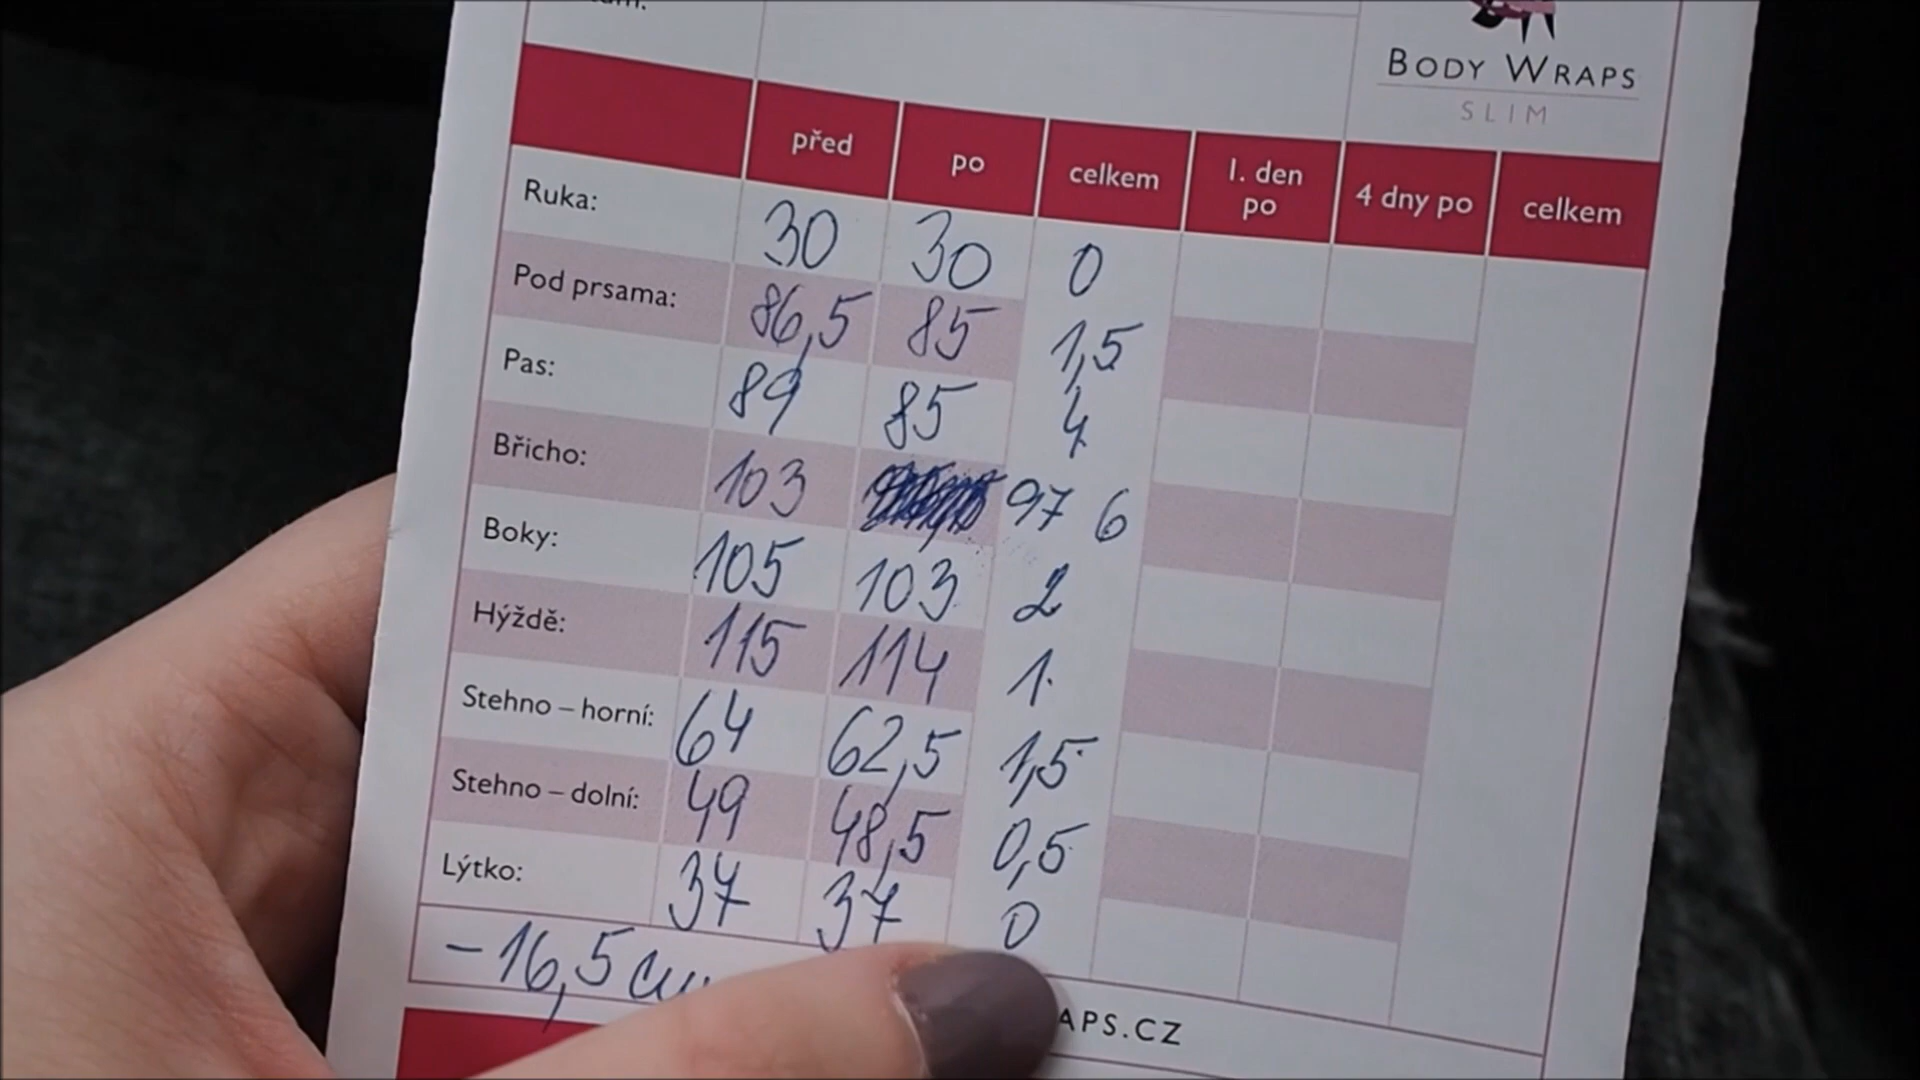 BODY WRAPS
SLIM
před po celkem 1. den po 4 dny po celkem
Ruka: 30 30 0
Pod prsama: 86,5 85 1,5
Pas: 89 85 4
Břicho: 103 97 6
Boky: 105 103 2
Hýždě: 115 114 1.
Stehno – horní: 64 62,5 1,5
Stehno – dolní: 49 48,5 0,5
Lýtko: 37 37 0
-16,5 cm
APS.CZ